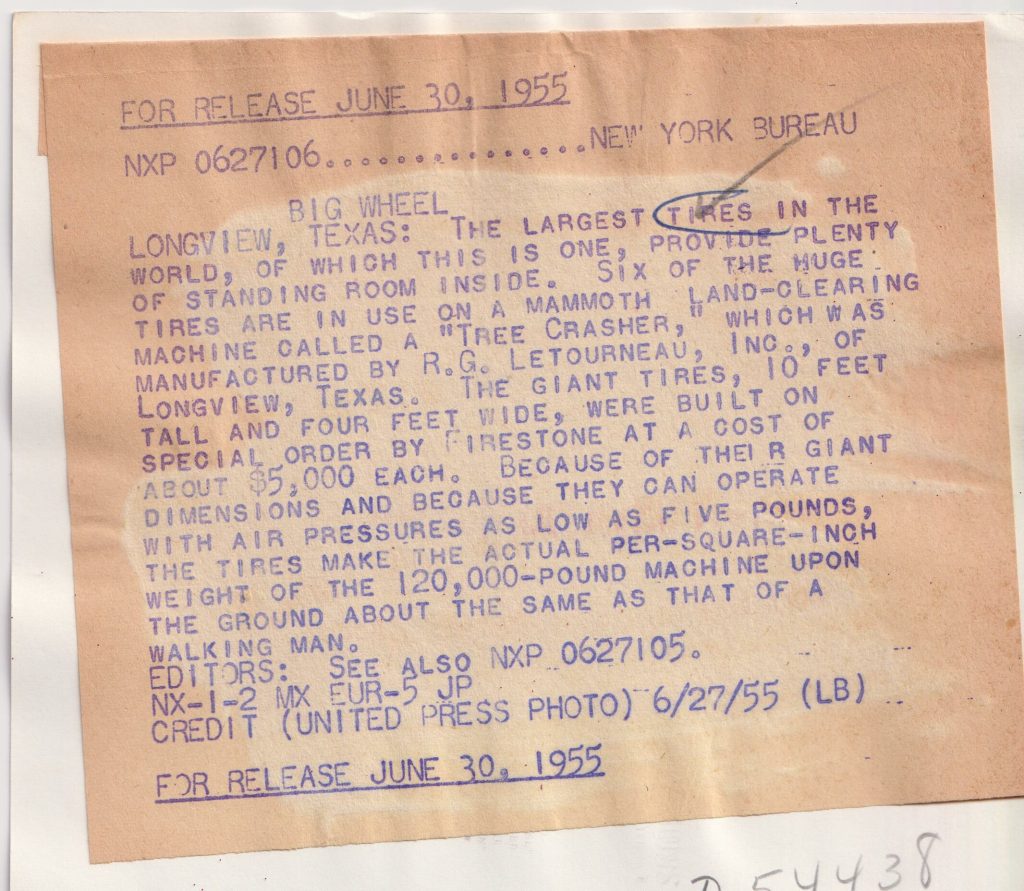 FOR RELEASE JUNE 30, 1955
NXP 0627106................NEW YORK BUREAU
BIG WHEEL
LONGVIEW, TEXAS: THE LARGEST TIRES IN THE
WORLD, OF WHICH THIS IS ONE, PROVIDE PLENTY
OF STANDING ROOM INSIDE. SIX OF THE HUGE
TIRES ARE IN USE ON A MAMMOTH LAND-CLEARING
MACHINE CALLED A "TREE CRASHER," WHICH WAS
MANUFACTURED BY R.G. LETOURNEAU, INC., OF
LONGVIEW, TEXAS. THE GIANT TIRES, 10 FEET
TALL AND FOUR FEET WIDE, WERE BUILT ON
SPECIAL ORDER BY FIRESTONE AT A COST OF
ABOUT $5,000 EACH. BECAUSE OF THEIR GIANT
DIMENSIONS AND BECAUSE THEY CAN OPERATE
WITH AIR PRESSURES AS LOW AS FIVE POUNDS,
THE TIRES MAKE THE ACTUAL PER-SQUARE-INCH
WEIGHT OF THE 120,000-POUND MACHINE UPON
THE GROUND ABOUT THE SAME AS THAT OF A
WALKING MAN.
EDITORS: SEE ALSO NXP 0627105.
NX-1-2 MX EUR-5 JP
CREDIT (UNITED PRESS PHOTO) 6/27/55 (LB)
FOR RELEASE JUNE 30, 1955
54438